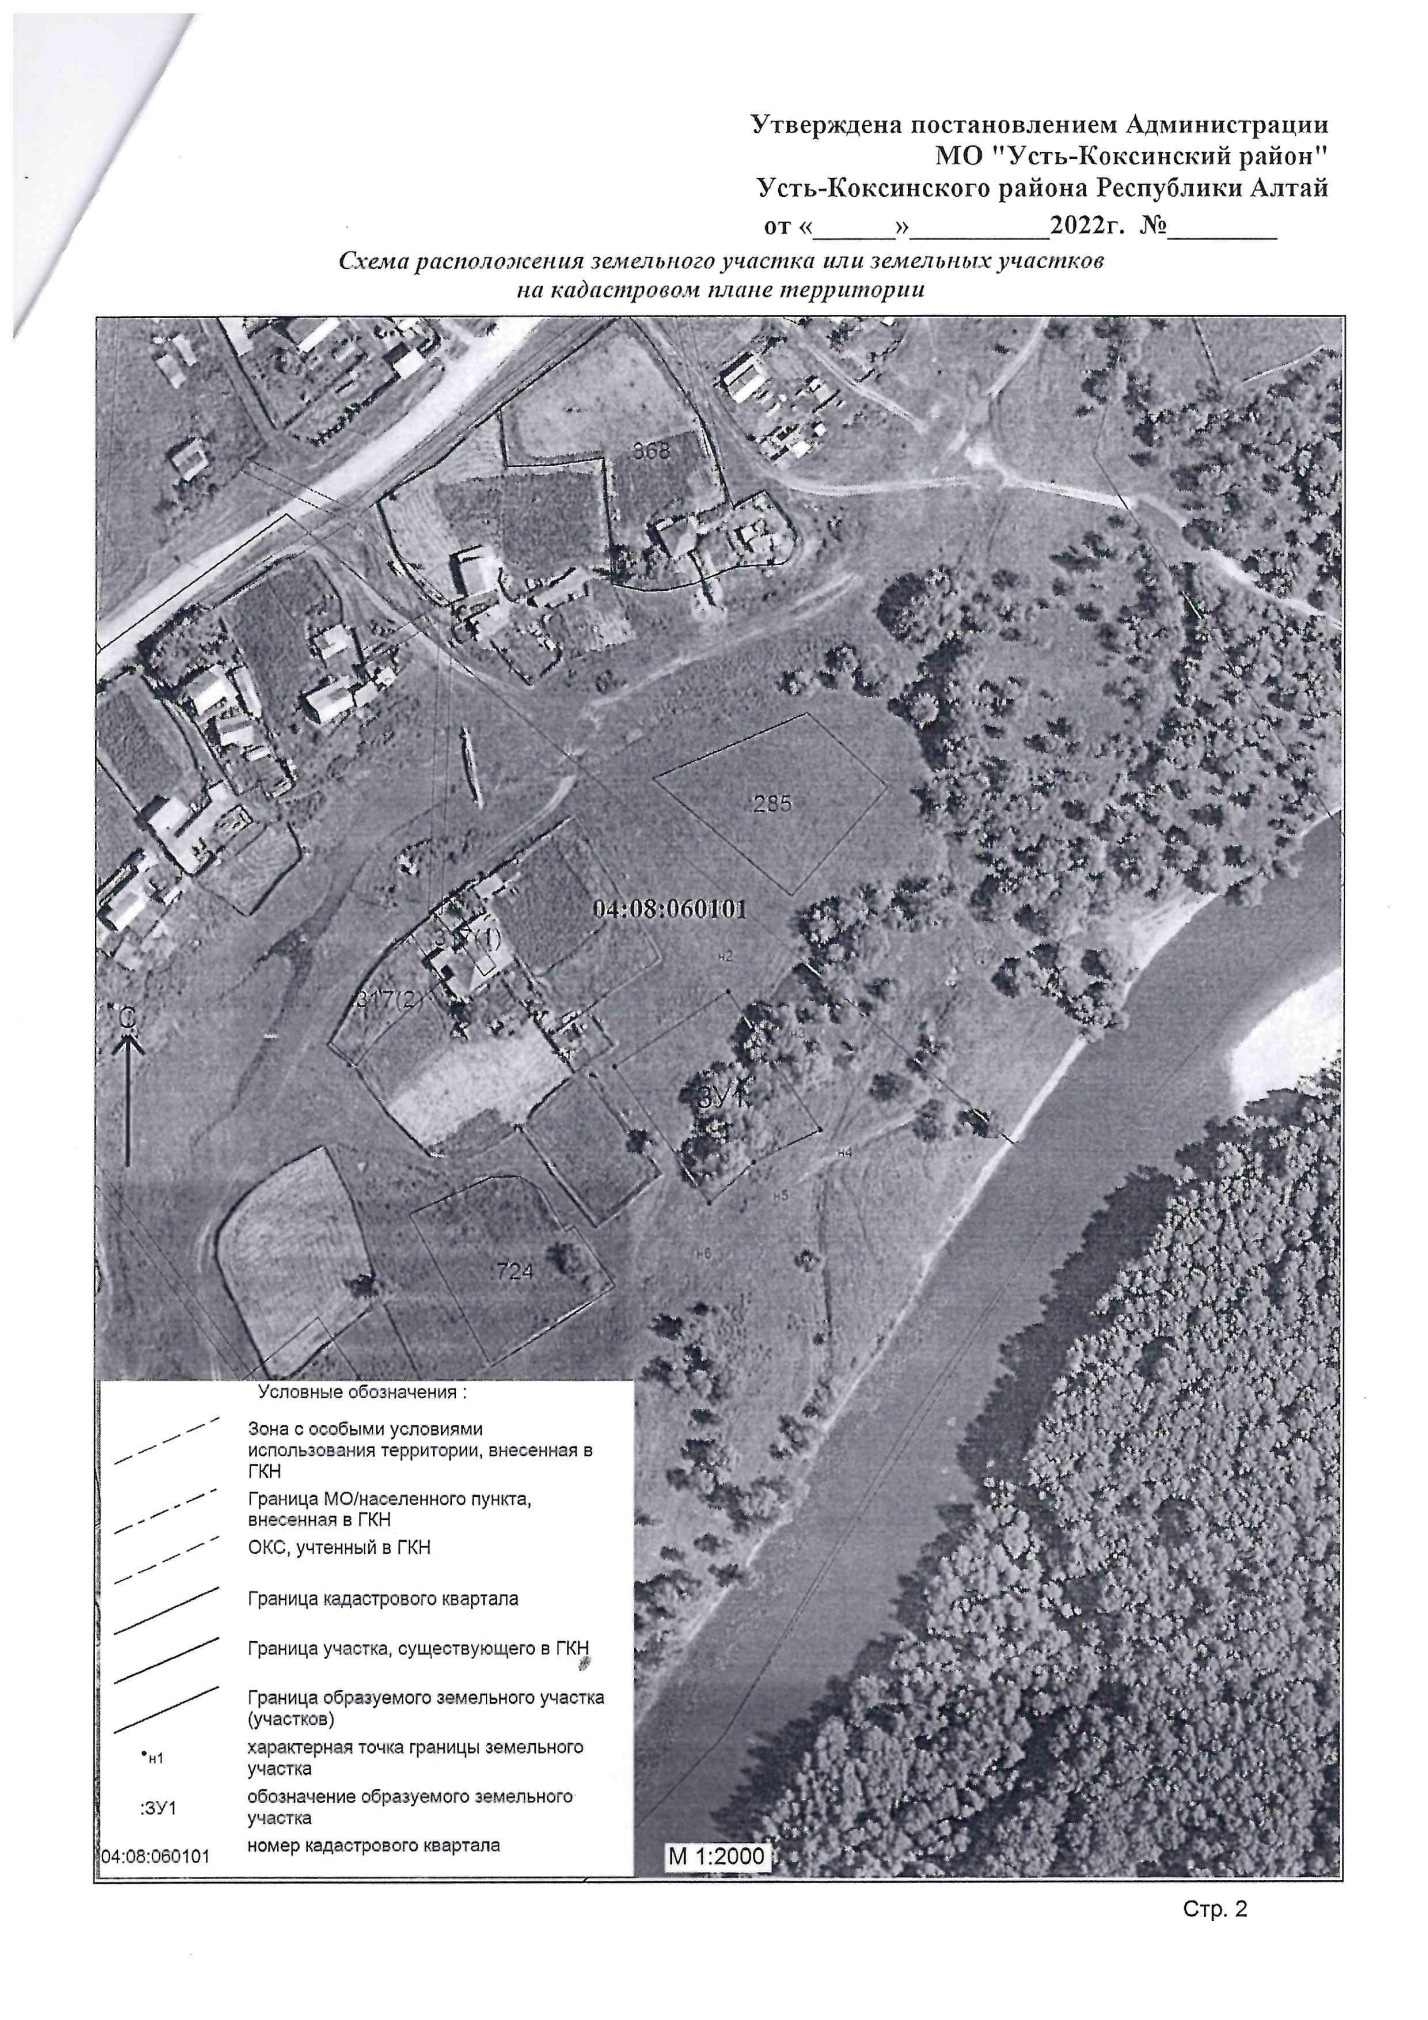 Утверждена постановлением Администрации
МО "Усть-Коксинский район"
Усть-Коксинского района Республики Алтай
от «______»__________2022г. №________
Схема расположения земельного участка или земельных участков
на кадастровом плане территории
368
285
04:08:060101
317(1)
н2
317(2)
С
н3
ЗУ1
н4
н5
н6
724
Условные обозначения :
Зона с особыми условиями
использования территории, внесенная в
ГКН
Граница МО/населенного пункта,
внесенная в ГКН
ОКС, учтенный в ГКН
Граница кадастрового квартала
Граница участка, существующего в ГКН
Граница образуемого земельного участка
(участков)
н1
характерная точка границы земельного
участка
:ЗУ1
обозначение образуемого земельного
участка
04:08:060101
номер кадастрового квартала
М 1:2000
Стр. 2